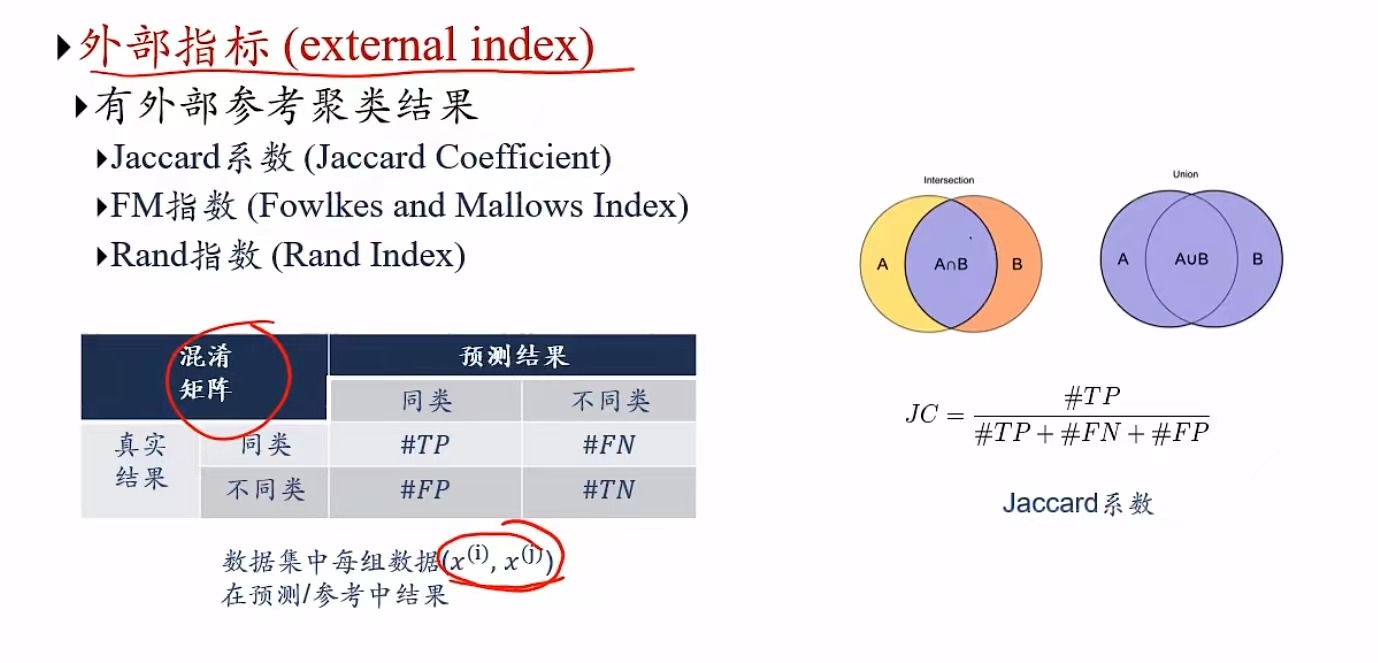 外部指标 (external index)
有外部参考聚类结果
Jaccard系数 (Jaccard Coefficient)
FM指数 (Fowlkes and Mallows Index)
Rand指数 (Rand Index)
混淆
矩阵
预测结果
同类 不同类
真实
结果
同类 #TP #FN
不同类 #FP #TN
数据集中每组数据(x^(i), x^(j))
在预测/参考中结果
Intersection
A A∩B B
Union
A A∪B B
JC = #TP / (#TP + #FN + #FP)
Jaccard系数